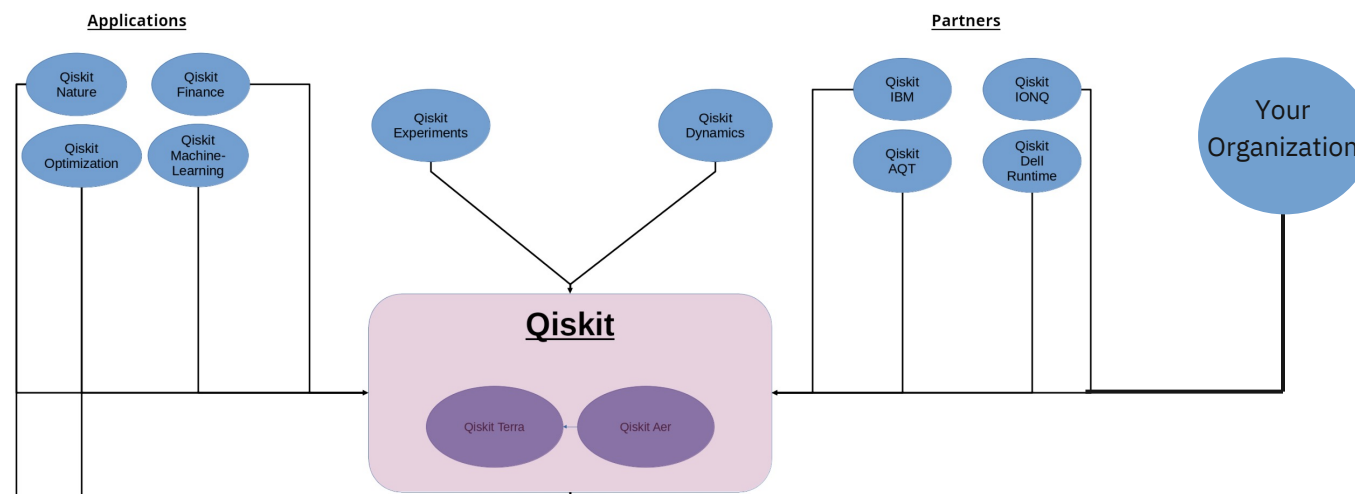 Applications
Partners
Qiskit
Nature
Qiskit
Finance
Qiskit
Optimization
Qiskit
Machine-
Learning
Qiskit
Experiments
Qiskit
Dynamics
Qiskit
IBM
Qiskit
IONQ
Qiskit
AQT
Qiskit
Dell
Runtime
Your
Organization
Qiskit
Qiskit Terra
Qiskit Aer